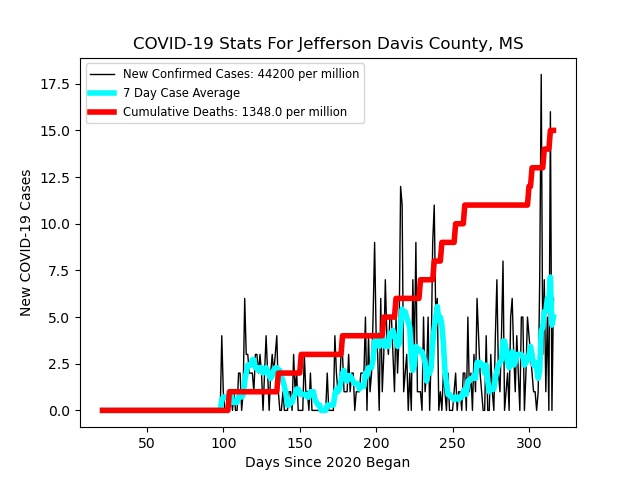 COVID-19 Stats For Jefferson Davis County, MS
New Confirmed Cases: 44200 per million
7 Day Case Average
Cumulative Deaths: 1348.0 per million
New COVID-19 Cases
17.5
15.0
12.5
10.0
7.5
5.0
2.5
0.0
50 100 150 200 250 300
Days Since 2020 Began